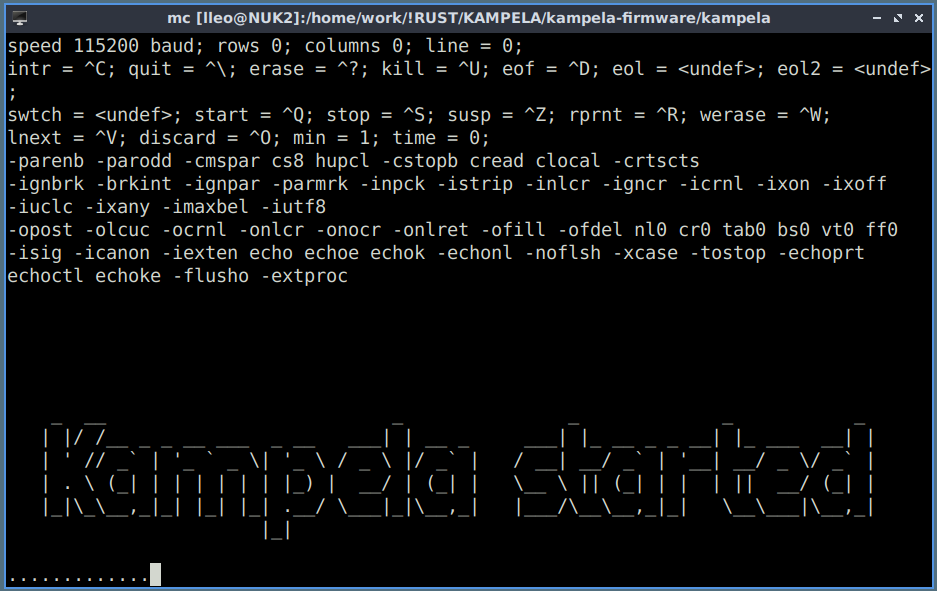 mc [lleo@NUK2]:/home/work/!RUST/KAMPELA/kampela-firmware/kampela
speed 115200 baud; rows 0; columns 0; line = 0;
intr = ^C; quit = ^\; erase = ^?; kill = ^U; eof = ^D; eol = <undef>; eol2 = <undef>
;
swtch = <undef>; start = ^Q; stop = ^S; susp = ^Z; rprnt = ^R; werase = ^W;
lnext = ^V; discard = ^O; min = 1; time = 0;
-parenb -parodd -cmspar cs8 hupcl -cstopb cread clocal -crtscts
-ignbrk -brkint -ignpar -parmrk -inpck -istrip -inlcr -igncr -icrnl -ixon -ixoff
-iuclc -ixany -imaxbel -iutf8
-opost -olcuc -ocrnl -onlcr -onocr -onlret -ofill -ofdel nl0 cr0 tab0 bs0 vt0 ff0
-isig -icanon -iexten echo echoe echok -echonl -noflsh -xcase -tostop -echoprt
echoctl echoke -flusho -extproc
Kampela started
.............